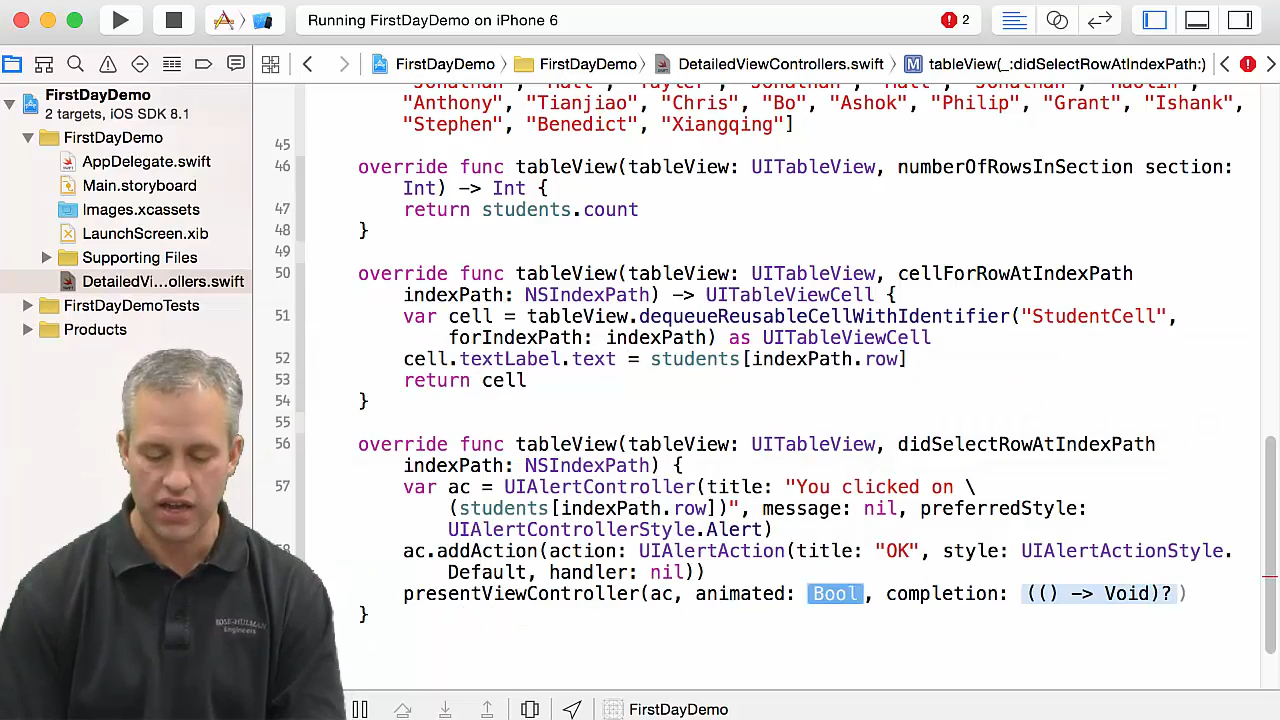 Running FirstDayDemo on iPhone 6
2
FirstDayDemo
FirstDayDemo
DetailedViewControllers.swift
M
tableView(_:didSelectRowAtIndexPath:)
FirstDayDemo
2 targets, iOS SDK 8.1
FirstDayDemo
AppDelegate.swift
Main.storyboard
Images.xcassets
LaunchScreen.xib
Supporting Files
DetailedVi...ollers.swift
FirstDayDemoTests
Products
"Anthony", "Tianjiao", "Chris", "Bo", "Ashok", "Philip", "Grant", "Ishank",
"Stephen", "Benedict", "Xiangqing"]
45
46 override func tableView(tableView: UITableView, numberOfRowsInSection section:
Int) -> Int {
47 return students.count
48 }
49
50 override func tableView(tableView: UITableView, cellForRowAtIndexPath
indexPath: NSIndexPath) -> UITableViewCell {
51 var cell = tableView.dequeueReusableCellWithIdentifier("StudentCell",
forIndexPath: indexPath) as UITableViewCell
52 cell.textLabel.text = students[indexPath.row]
53 return cell
54 }
55
56 override func tableView(tableView: UITableView, didSelectRowAtIndexPath
indexPath: NSIndexPath) {
57 var ac = UIAlertController(title: "You clicked on \
(students[indexPath.row])", message: nil, preferredStyle:
UIAlertControllerStyle.Alert)
ac.addAction(action: UIAlertAction(title: "OK", style: UIAlertActionStyle.
Default, handler: nil))
presentViewController(ac, animated: Bool, completion: (() -> Void)?)
}
ROSE-HULMAN
Engineers
FirstDayDemo